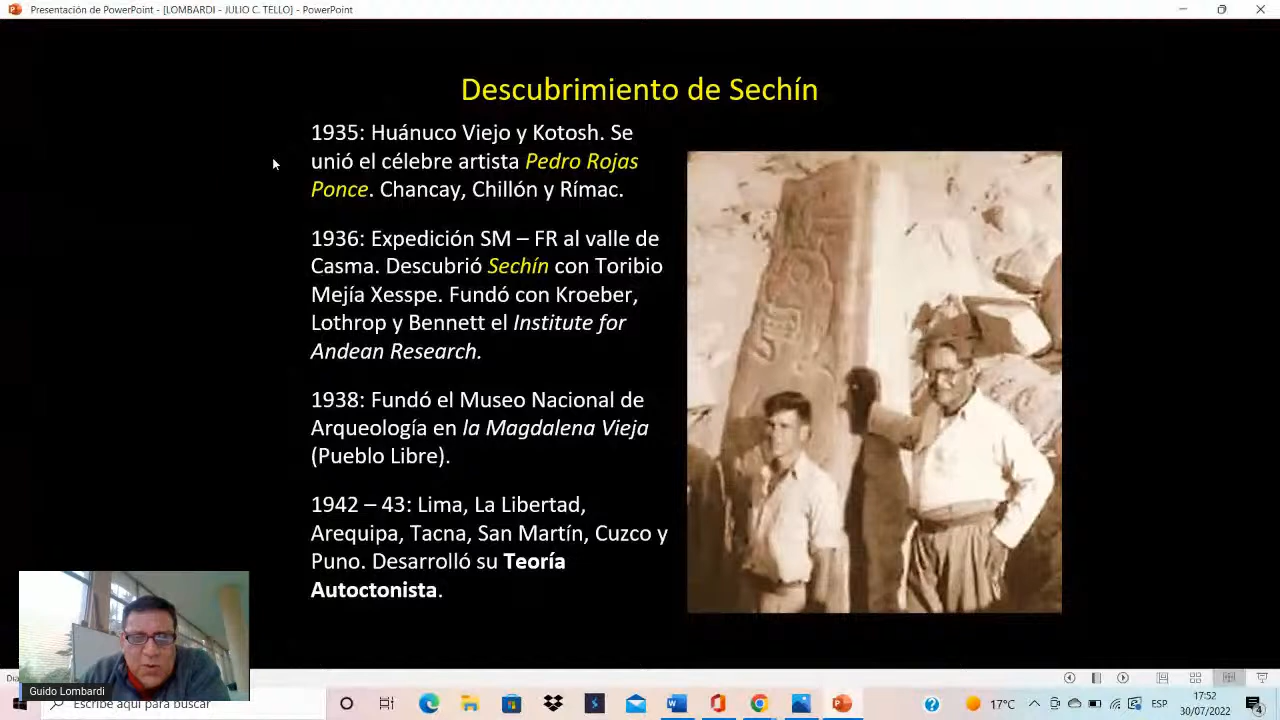 Presentación de PowerPoint - [LOMBARDI - JULIO C. TELLO] - PowerPoint
Descubrimiento de Sechín
1935: Huánuco Viejo y Kotosh. Se
unió el célebre artista Pedro Rojas
Ponce. Chancay, Chillón y Rímac.
1936: Expedición SM – FR al valle de
Casma. Descubrió Sechín con Toribio
Mejía Xesspe. Fundó con Kroeber,
Lothrop y Bennett el Institute for
Andean Research.
1938: Fundó el Museo Nacional de
Arqueología en la Magdalena Vieja
(Pueblo Libre).
1942 – 43: Lima, La Libertad,
Arequipa, Tacna, San Martín, Cuzco y
Puno. Desarrolló su Teoría
Autoctonista.
Guido Lombardi
Escribe aquí para buscar
17°C
ESP
17:52
30/07/2022
4